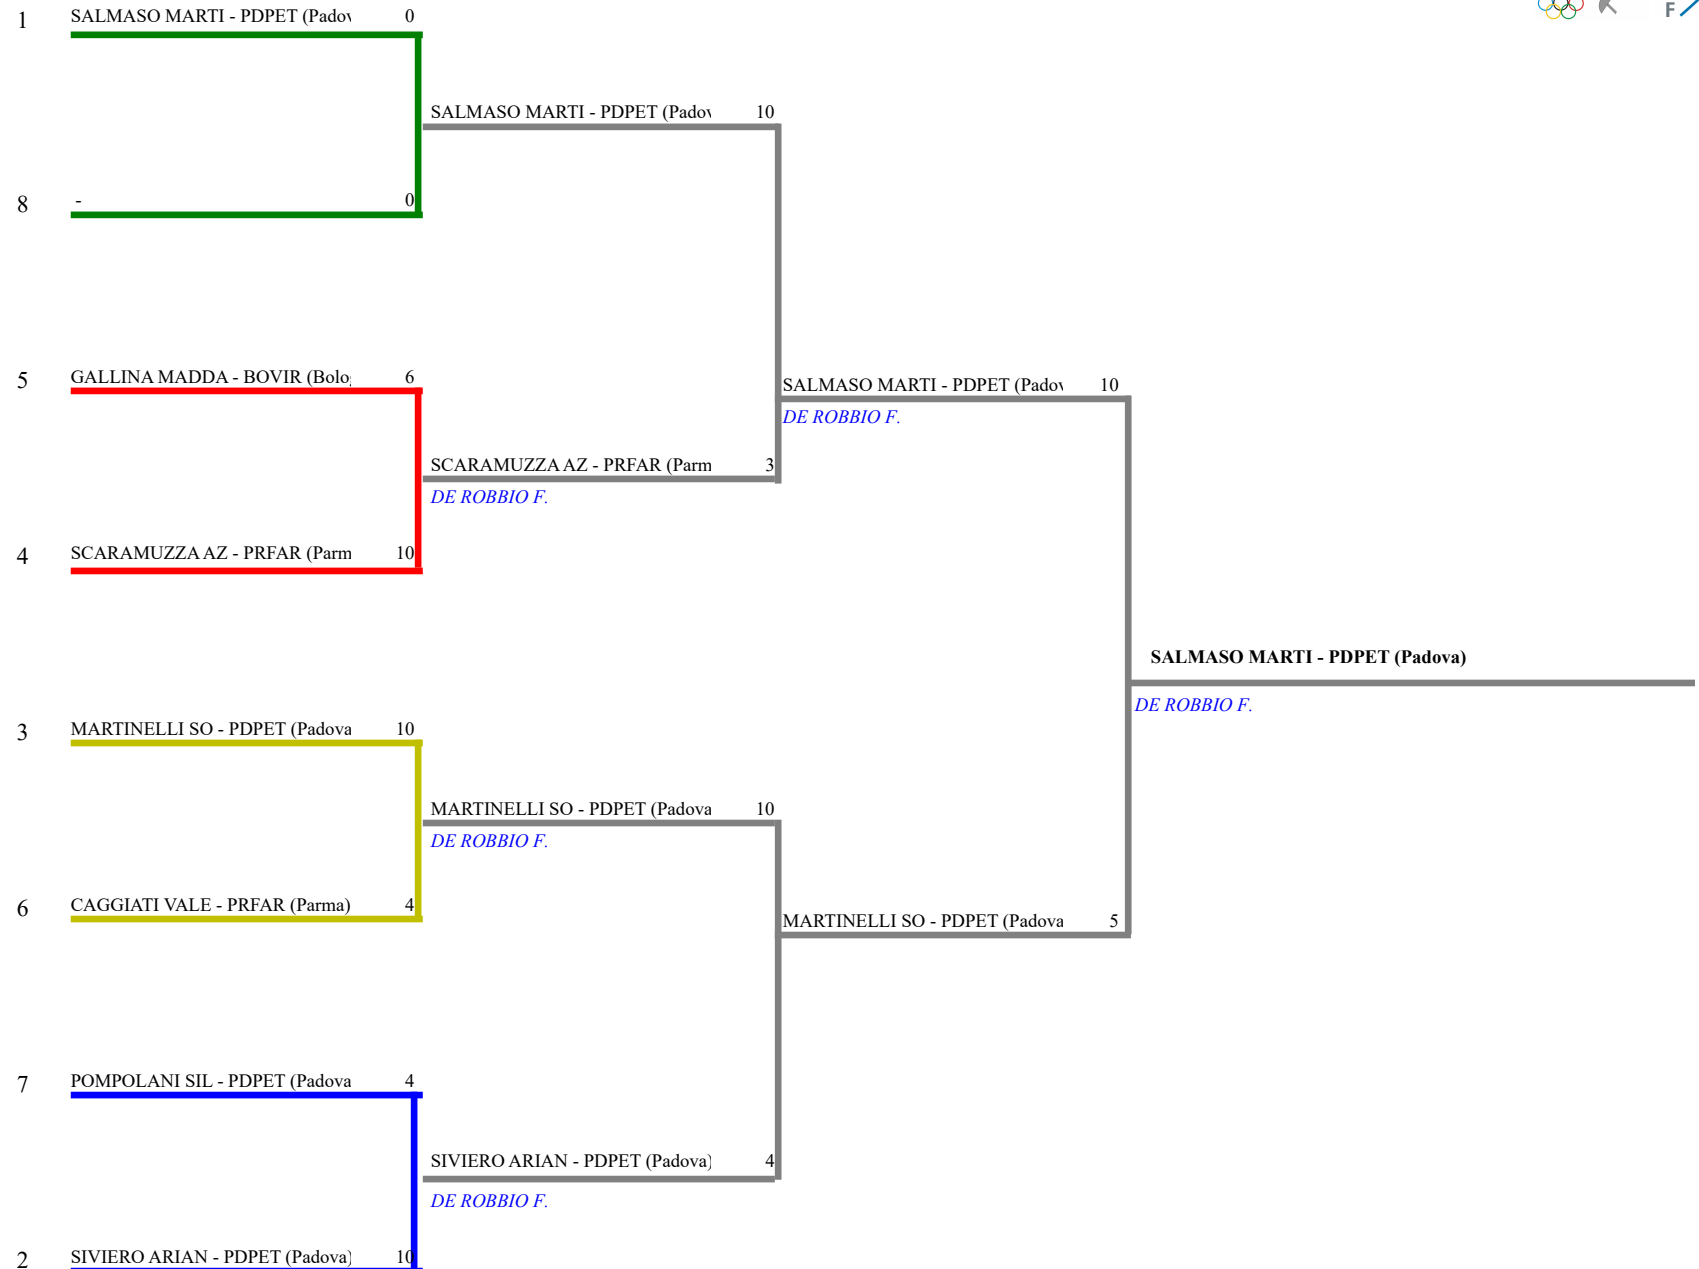 1 SALMASO MARTI - PDPET (Padov 0
F
SALMASO MARTI - PDPET (Padov 10
8 - 0
5 GALLINA MADDA - BOVIR (Bolog 6
SALMASO MARTI - PDPET (Padov 10
DE ROBBIO F.
SCARAMUZZA AZ - PRFAR (Parm 3
DE ROBBIO F.
4 SCARAMUZZA AZ - PRFAR (Parm 10
SALMASO MARTI - PDPET (Padova)
DE ROBBIO F.
3 MARTINELLI SO - PDPET (Padova 10
MARTINELLI SO - PDPET (Padova 10
DE ROBBIO F.
6 CAGGIATI VALE - PRFAR (Parma) 4
MARTINELLI SO - PDPET (Padova 5
7 POMPOLANI SIL - PDPET (Padova 4
SIVIERO ARIAN - PDPET (Padova) 4
DE ROBBIO F.
2 SIVIERO ARIAN - PDPET (Padova) 10